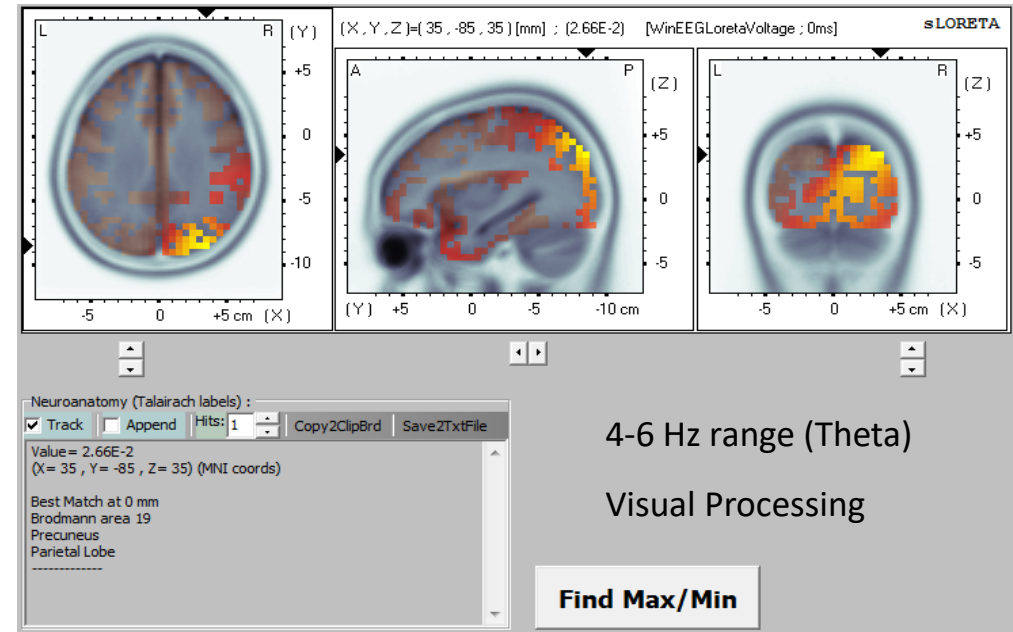 (X, Y, Z)=( 35 , -85 , 35 ) [mm] ; (2.66E-2) [WinEEGLoretaVoltage ; 0ms] sLORETA
L R (Y)
+5
0
-5
-10
-5 0 +5 cm (X)
A P (Z)
+5
0
-5
(Y) +5 0 -5 -10 cm
L R (Z)
+5
0
-5
-5 0 +5 cm (X)
Neuroanatomy (Talairach labels) :
Track Append Hits: 1 Copy2ClipBrd Save2TxtFile
Value= 2.66E-2
(X= 35 , Y= -85 , Z= 35) (MNI coords)
Best Match at 0 mm
Brodmann area 19
Precuneus
Parietal Lobe
-------------
4-6 Hz range (Theta)
Visual Processing
Find Max/Min